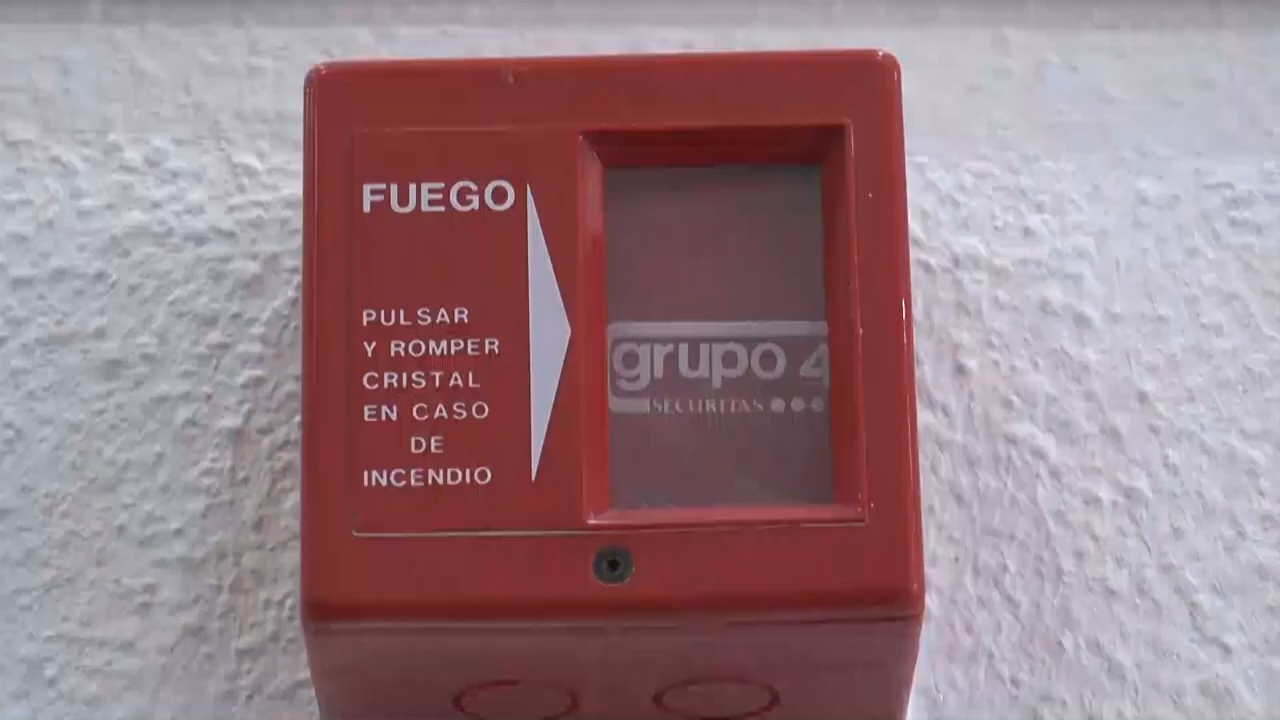 FUEGO
PULSAR
Y ROMPER
CRISTAL
EN CASO
DE
INCENDIO
grupo 4
SECURITAS